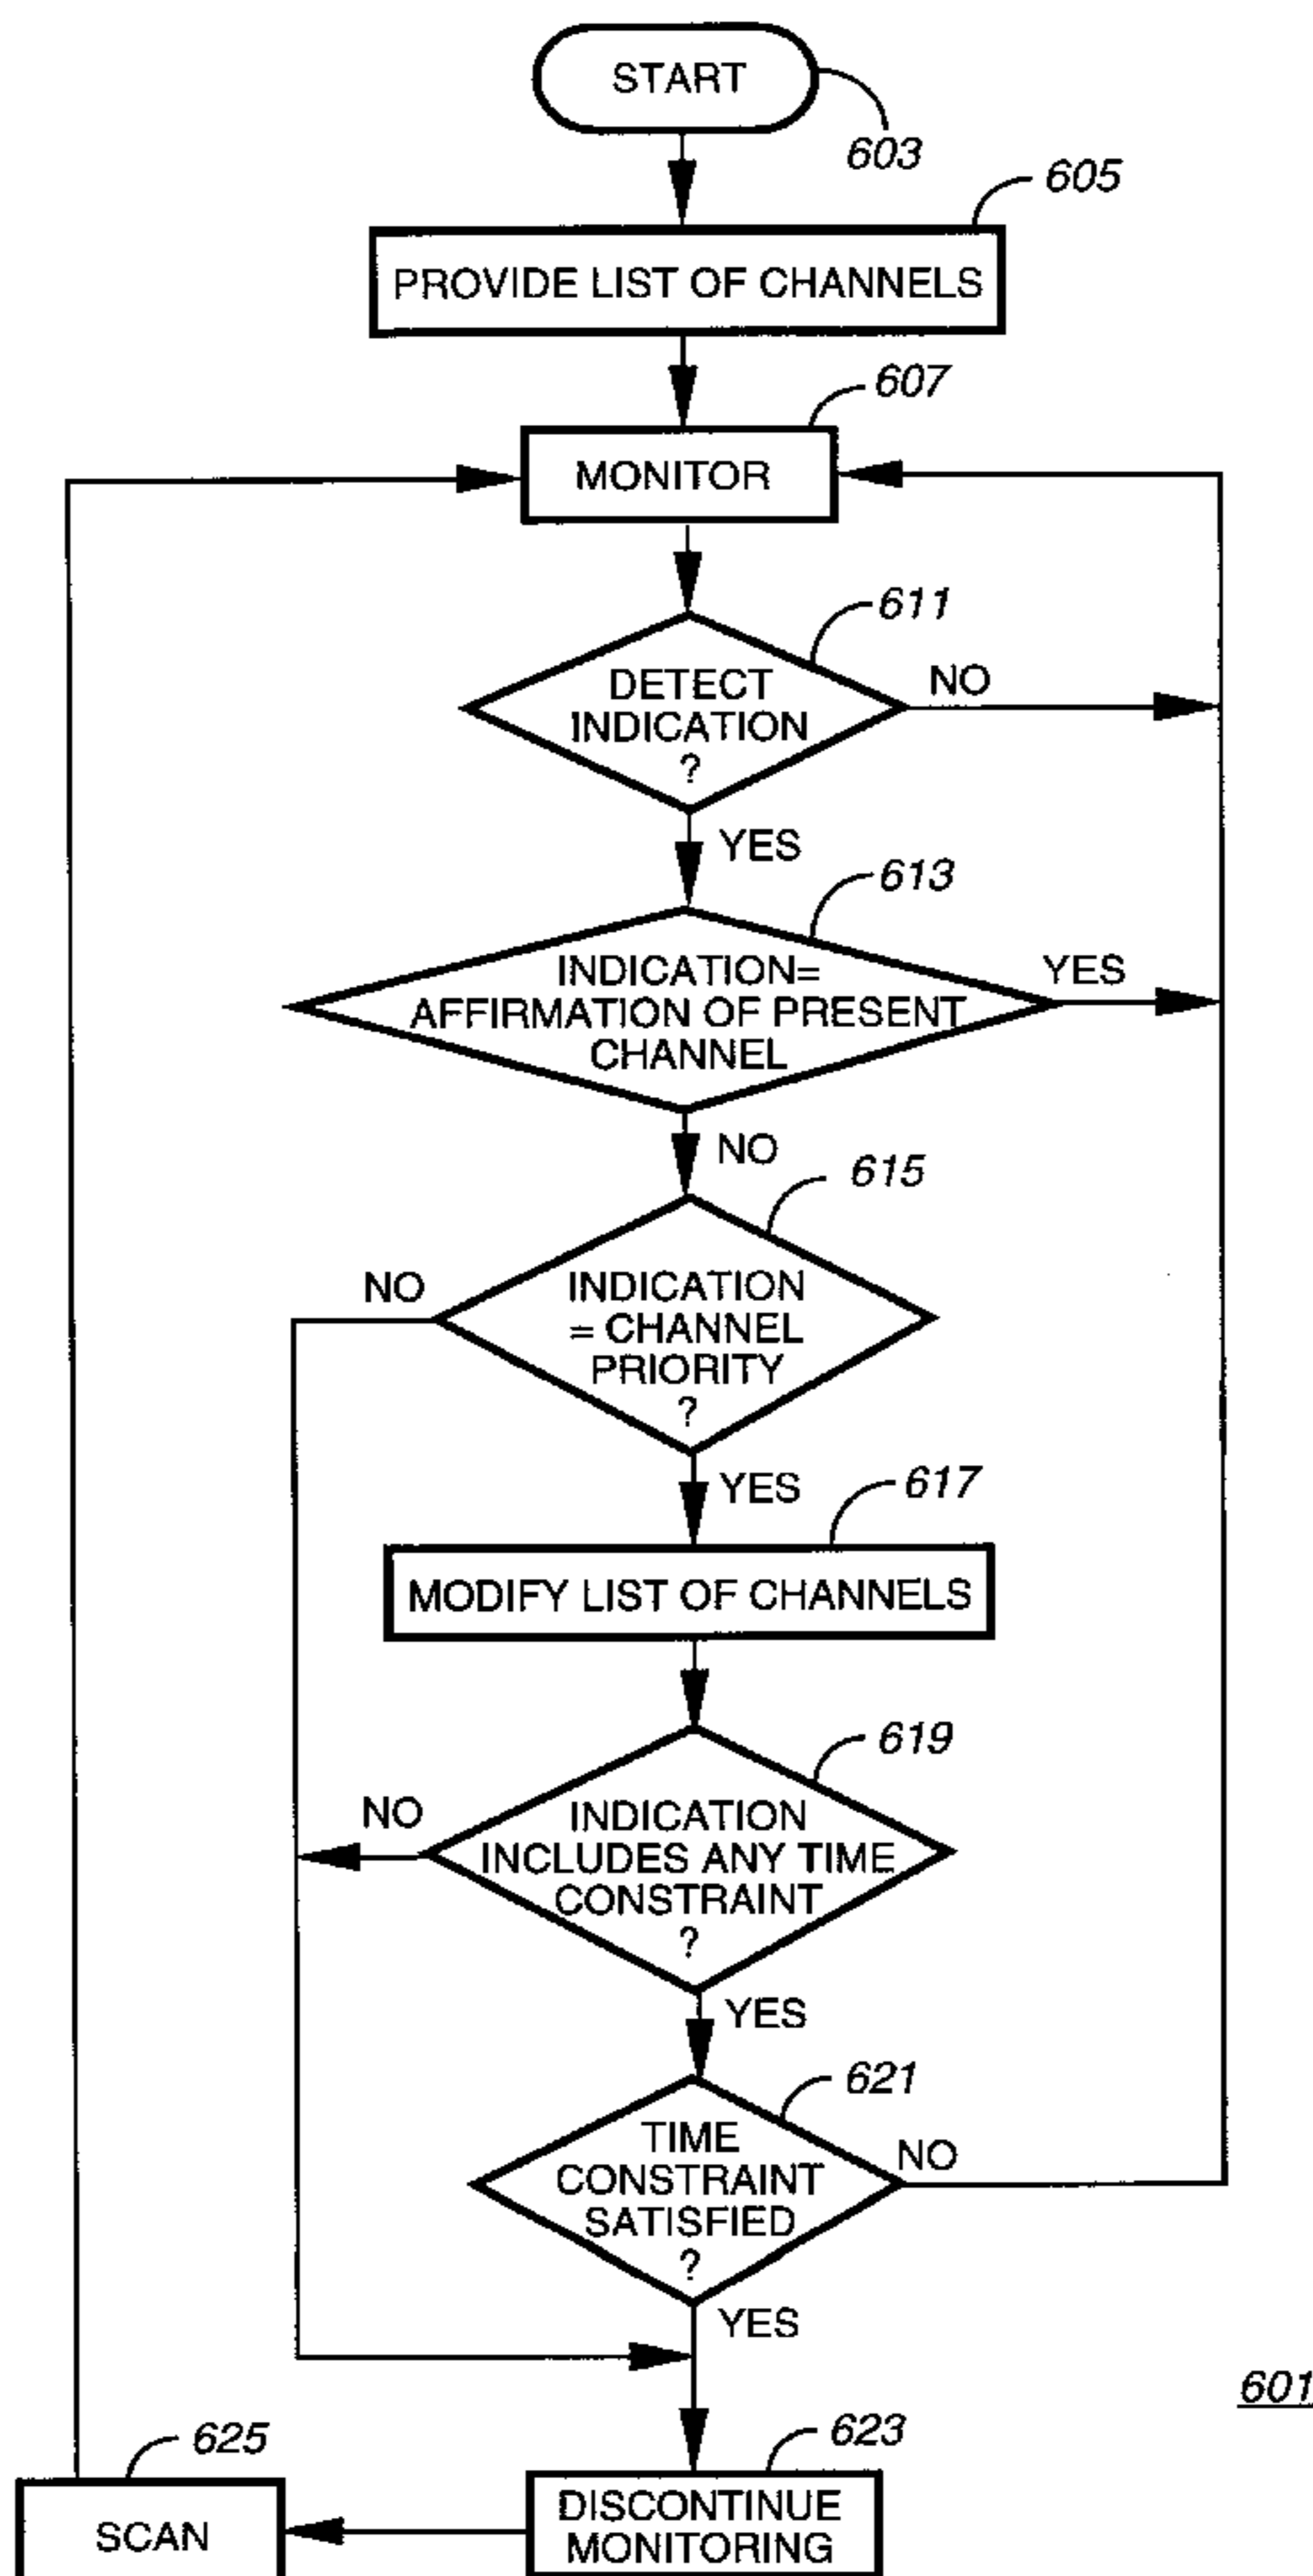 START
603
605
PROVIDE LIST OF CHANNELS
607
MONITOR
611
DETECT
INDICATION
?
NO
YES
613
INDICATION=
AFFIRMATION OF PRESENT
CHANNEL
YES
NO
615
INDICATION
= CHANNEL
PRIORITY
?
NO
YES
617
MODIFY LIST OF CHANNELS
619
INDICATION
INCLUDES ANY TIME
CONSTRAINT
?
NO
YES
621
TIME
CONSTRAINT
SATISFIED
?
NO
YES
601
623
DISCONTINUE
MONITORING
625
SCAN